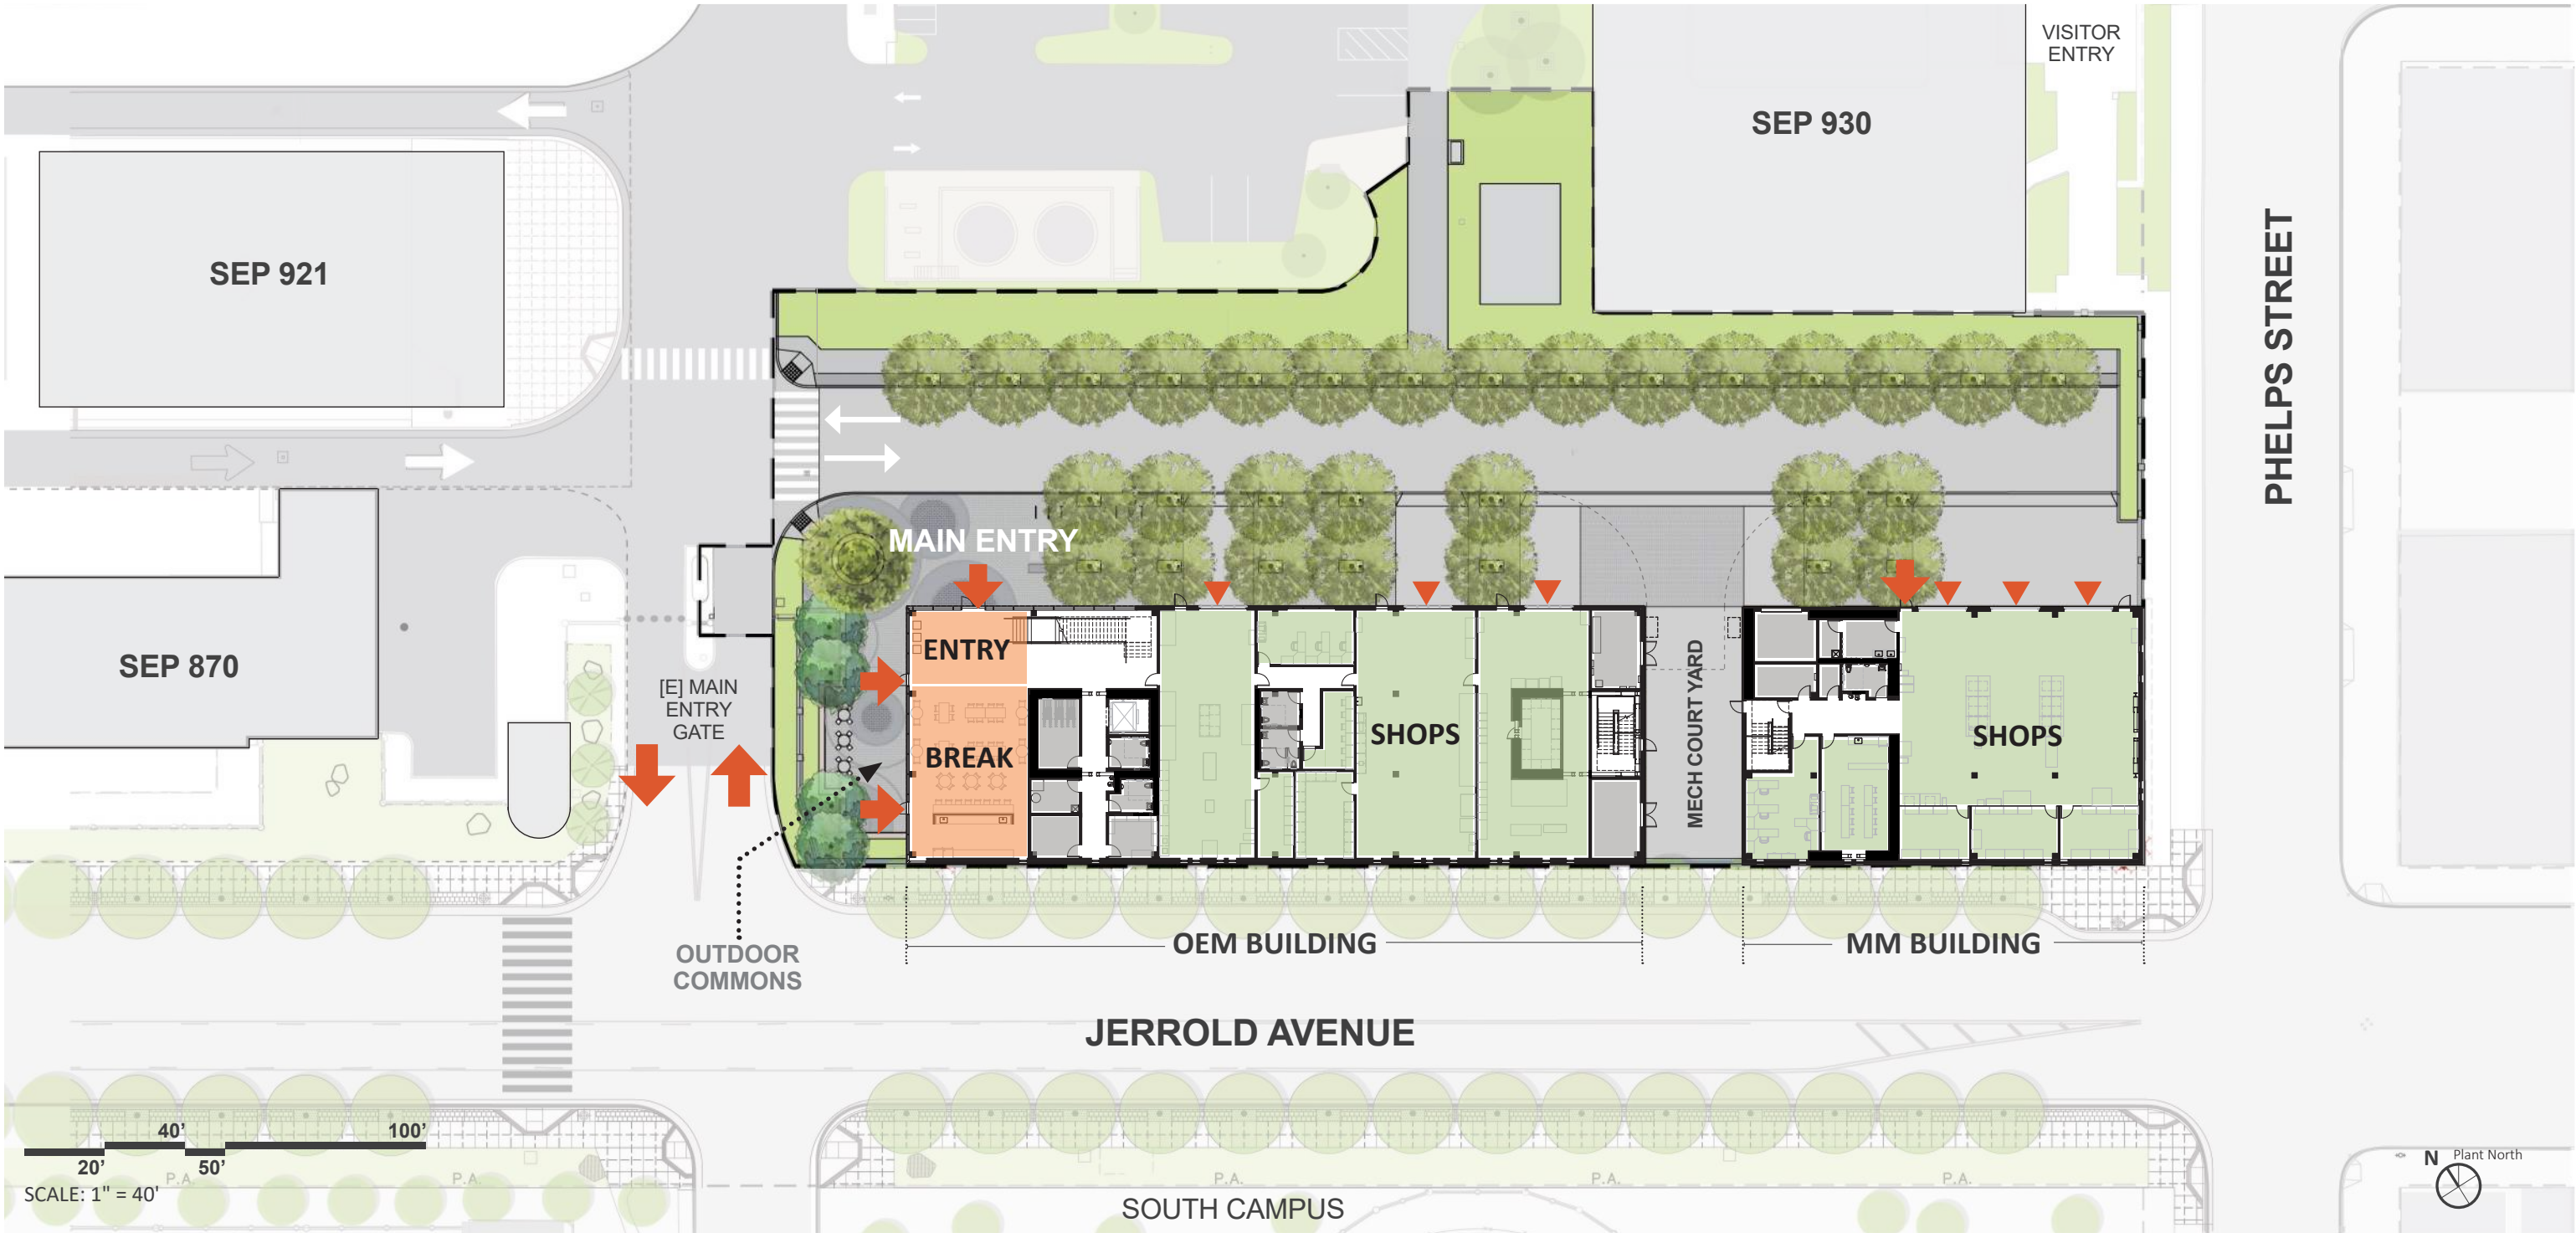 VISITOR
ENTRY
SEP 930
SEP 921
PHELPS STREET
MAIN ENTRY
ENTRY
SEP 870
[E] MAIN
ENTRY
GATE
BREAK
SHOPS
MECH COURT YARD
SHOPS
OUTDOOR
COMMONS
OEM BUILDING
MM BUILDING
JERROLD AVENUE
40'
100'
20'
50'
SCALE: 1" = 40'
P.A.
P.A.
P.A.
P.A.
P.A.
SOUTH CAMPUS
N
Plant North